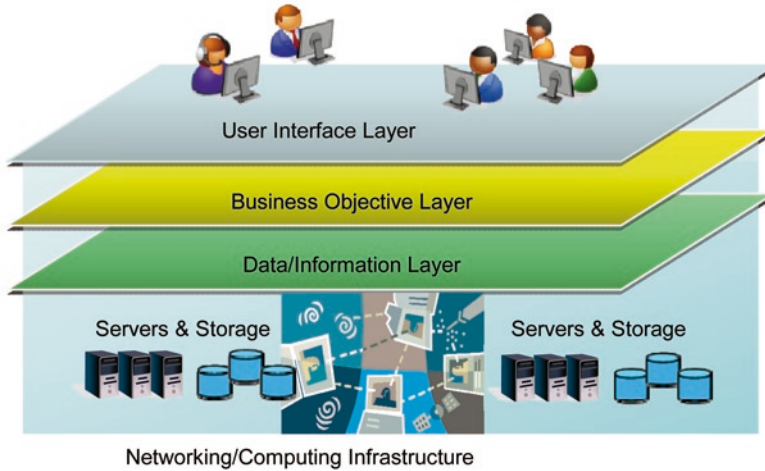 User Interface Layer
Business Objective Layer
Data/Information Layer
Servers & Storage
Servers & Storage
Networking/Computing Infrastructure